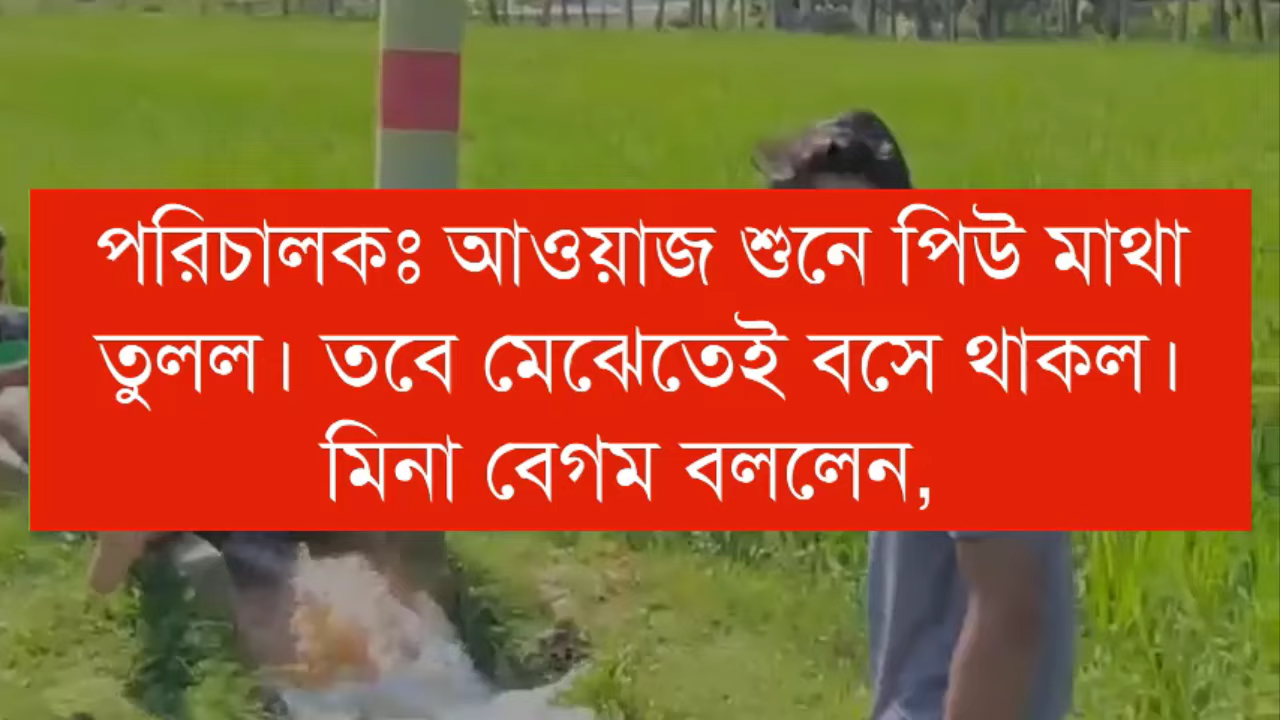 পরিচালকঃ আওয়াজ শুনে পিউ মাথা
তুলল। তবে মেঝেতেই বসে থাকল।
মিনা বেগম বললেন,